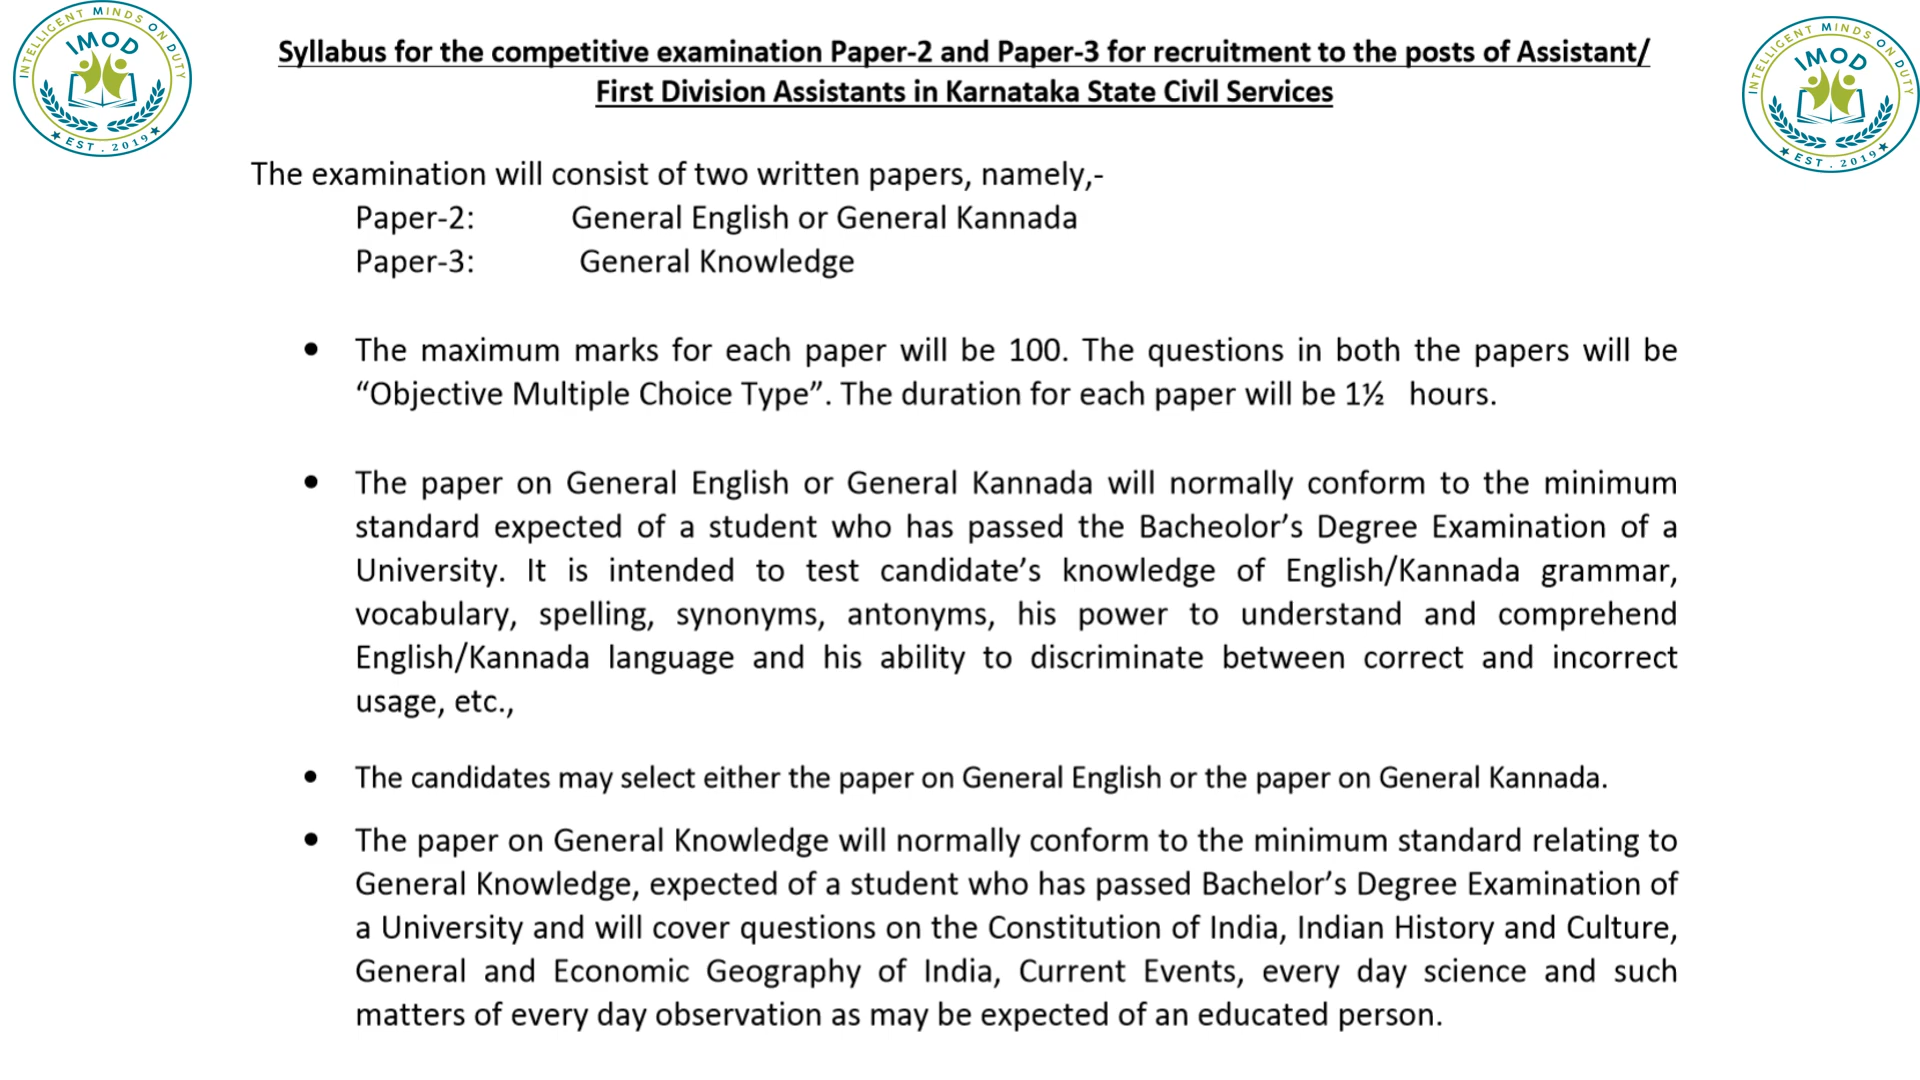 INTELLIGENT MINDS ON DUTY
IMOD
★ EST . 2019 ★
Syllabus for the competitive examination Paper-2 and Paper-3 for recruitment to the posts of Assistant/
First Division Assistants in Karnataka State Civil Services
INTELLIGENT MINDS ON DUTY
IMOD
★ EST . 2019 ★
The examination will consist of two written papers, namely,-
Paper-2: General English or General Kannada
Paper-3: General Knowledge
• The maximum marks for each paper will be 100. The questions in both the papers will be
“Objective Multiple Choice Type”. The duration for each paper will be 1½ hours.
• The paper on General English or General Kannada will normally conform to the minimum
standard expected of a student who has passed the Bacheolor’s Degree Examination of a
University. It is intended to test candidate’s knowledge of English/Kannada grammar,
vocabulary, spelling, synonyms, antonyms, his power to understand and comprehend
English/Kannada language and his ability to discriminate between correct and incorrect
usage, etc.,
• The candidates may select either the paper on General English or the paper on General Kannada.
• The paper on General Knowledge will normally conform to the minimum standard relating to
General Knowledge, expected of a student who has passed Bachelor’s Degree Examination of
a University and will cover questions on the Constitution of India, Indian History and Culture,
General and Economic Geography of India, Current Events, every day science and such
matters of every day observation as may be expected of an educated person.